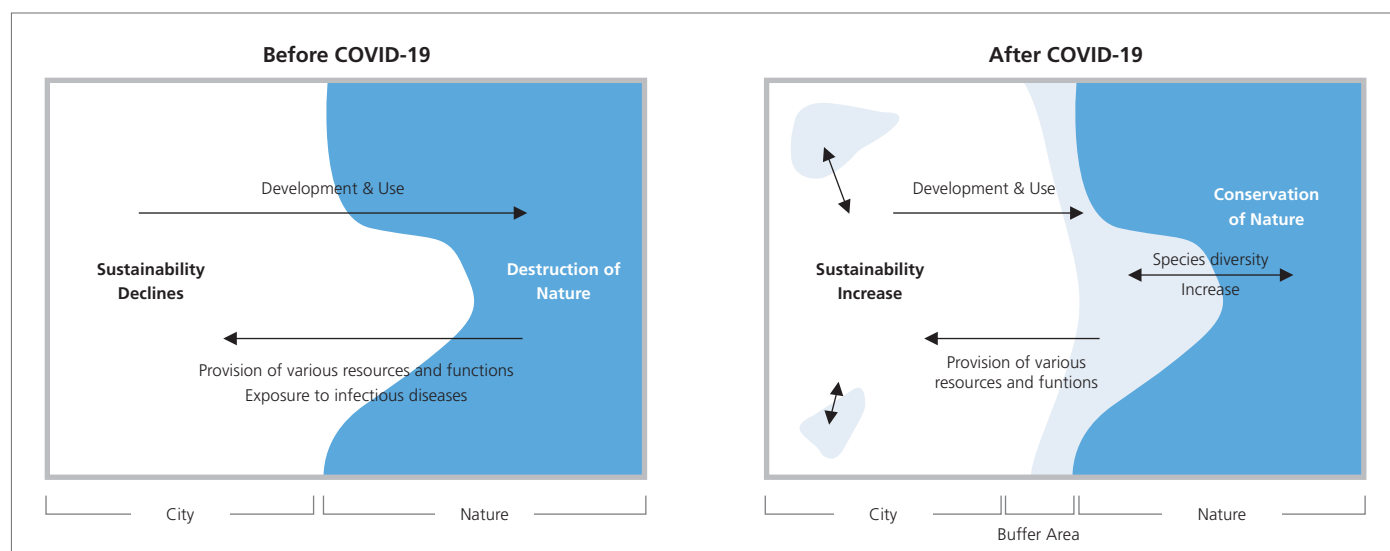 Before COVID-19
Development & Use
Sustainability
Declines
Destruction of
Nature
Provision of various resources and functions
Exposure to infectious diseases
City
Nature
After COVID-19
Development & Use
Conservation
of Nature
Sustainability
Increase
Species diversity
Increase
Provision of various
resources and funtions
City
Buffer Area
Nature